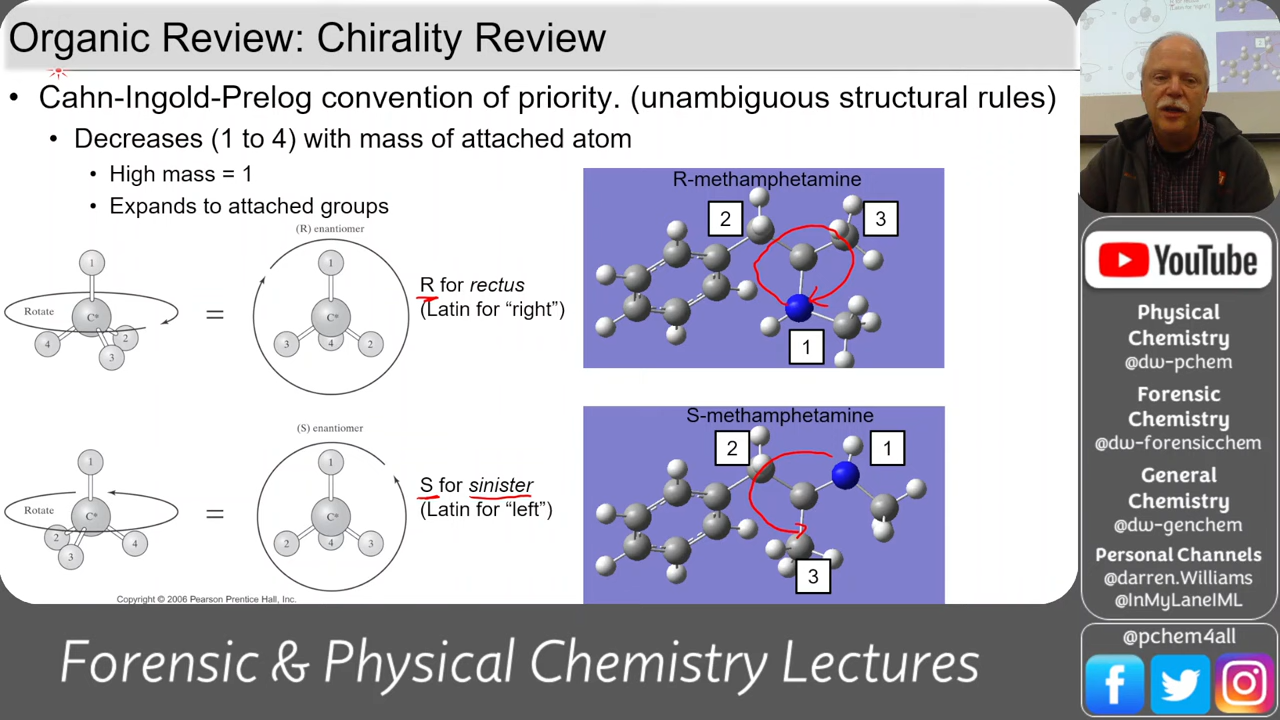 Organic Review: Chirality Review
• Cahn-Ingold-Prelog convention of priority. (unambiguous structural rules)
• Decreases (1 to 4) with mass of attached atom
• High mass = 1
• Expands to attached groups
(R) enantiomer
1
Rotate
C*
4
2
3
=
1
C*
3
4
2
R for rectus
(Latin for “right”)
R-methamphetamine
2
3
1
(S) enantiomer
1
Rotate
C*
2
3
4
=
1
C*
2
4
3
S for sinister
(Latin for “left”)
S-methamphetamine
2
1
3
Copyright © 2006 Pearson Prentice Hall, Inc.
YouTube
Physical
Chemistry
@dw-pchem
Forensic
Chemistry
@dw-forensicchem
General
Chemistry
@dw-genchem
Personal Channels
@darren.Williams
@InMyLaneIML
@pchem4all
Forensic & Physical Chemistry Lectures